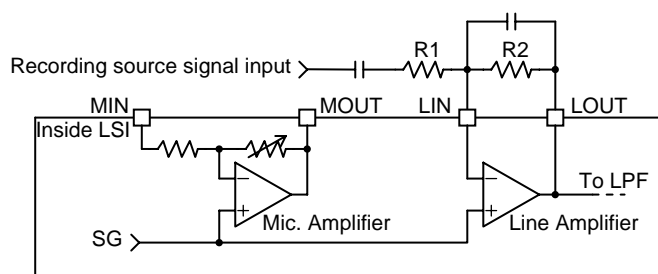 R1
R2
Recording source signal input
MIN
MOUT
LIN
LOUT
Inside LSI
−
+
Mic. Amplifier
−
+
Line Amplifier
To LPF
SG